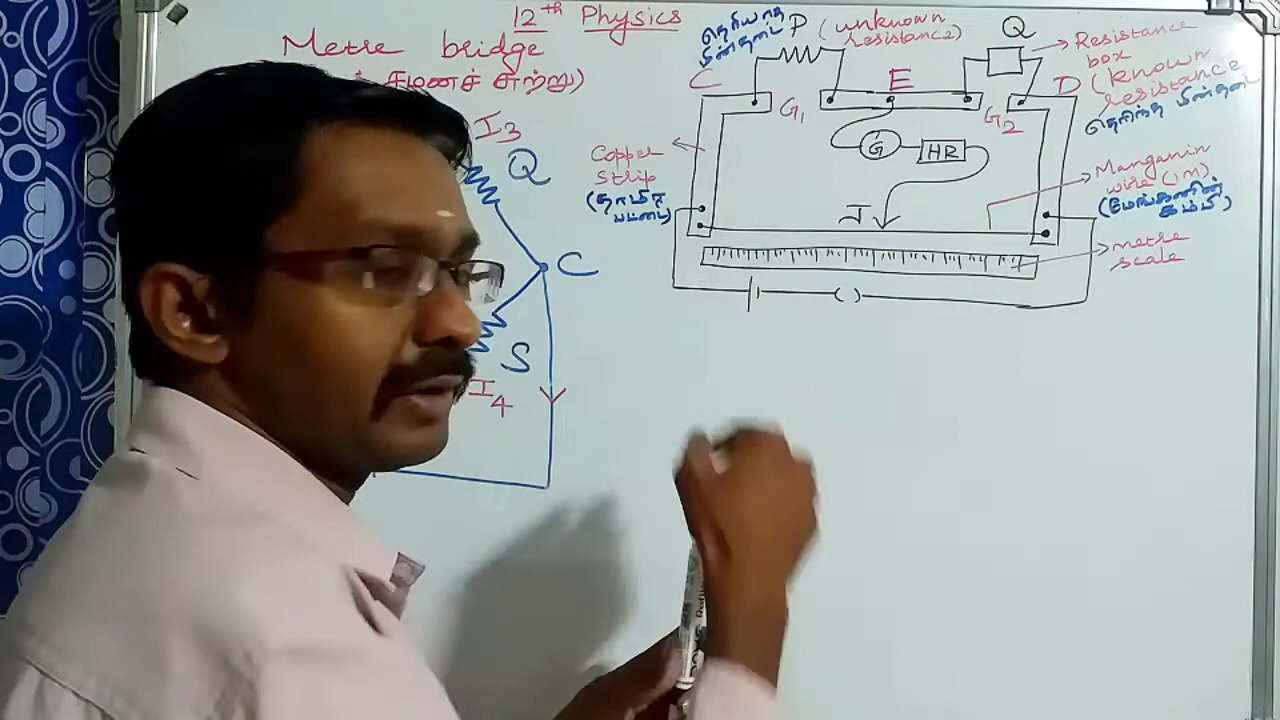 12th Physics
Metre bridge
சமனச் சுற்று)
I3
Q
C
S
I4
தெரியாத
மின்தடை
P (unknown
resistance)
Q
Resistance
box
(known
resistance
தெரிந்த மின்தடை
C
G1
E
G2
D
G
HR
J
Copper
Strip
(தாமிர
பட்டை)
Manganin
wire (1m)
(மேங்கனின்
கம்பி)
metre
scale